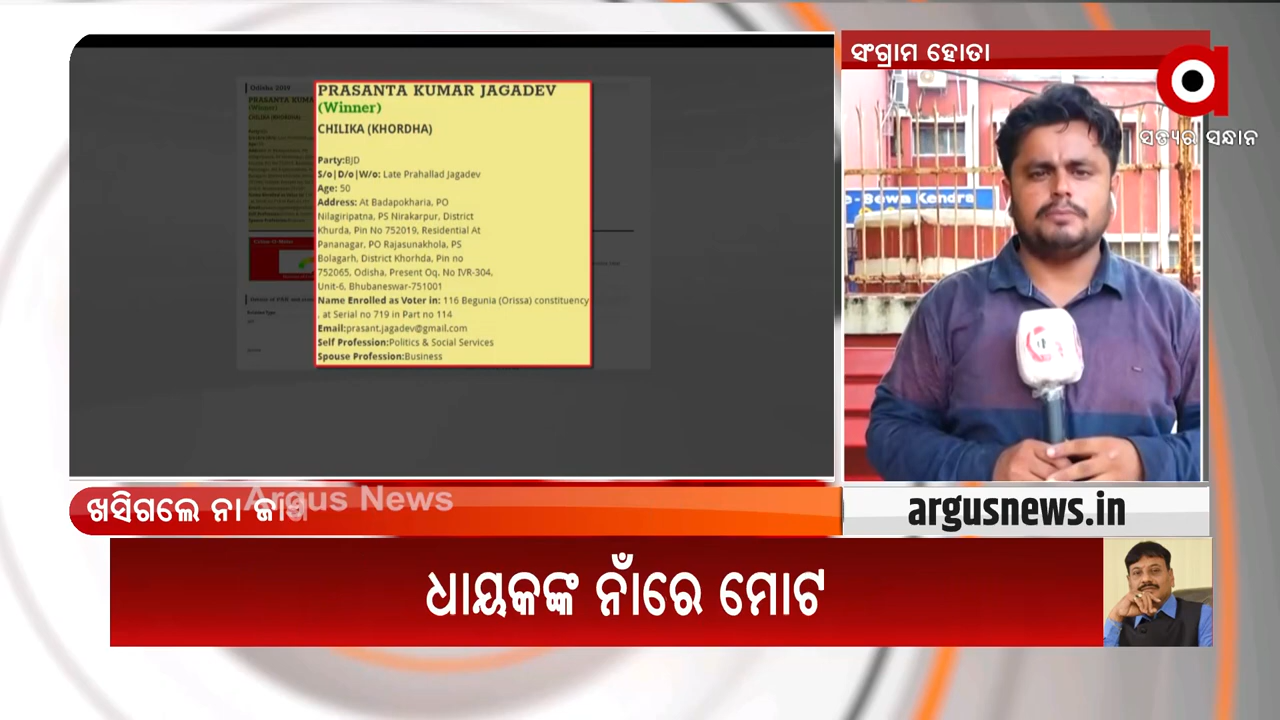 ସଂଗ୍ରାମ ହୋତା
ସତ୍ୟର ସନ୍ଧାନ
Odisha 2019
PRASANTA KUMAR JAGADEV
(Winner)
CHILIKA (KHORDHA)
Party:BJD
S/o|D/o|W/o: Late Prahallad Jagadev
Age: 50
Address: At Badapokharia, PO
Nilagiripatna, PS Nirakarpur, District
Khurda, Pin No 752019, Residential At
Pananagar, PO Rajasunakhola, PS
Bolagarh, District Khorhda, Pin no
752065, Odisha, Present Oq. No IVR-304,
Unit-6, Bhubaneswar-751001
Name Enrolled as Voter in: 116 Begunia (Orissa) constituency
, at Serial no 719 in Part no 114
Email:prasant.jagadev@gmail.com
Self Profession:Politics & Social Services
Spouse Profession:Business
e-Sewa Kendra
ଖସିଗଲେ ନା
Argus News
argusnews.in
ଧାୟକଙ୍କ ନାଁରେ ମୋଟ